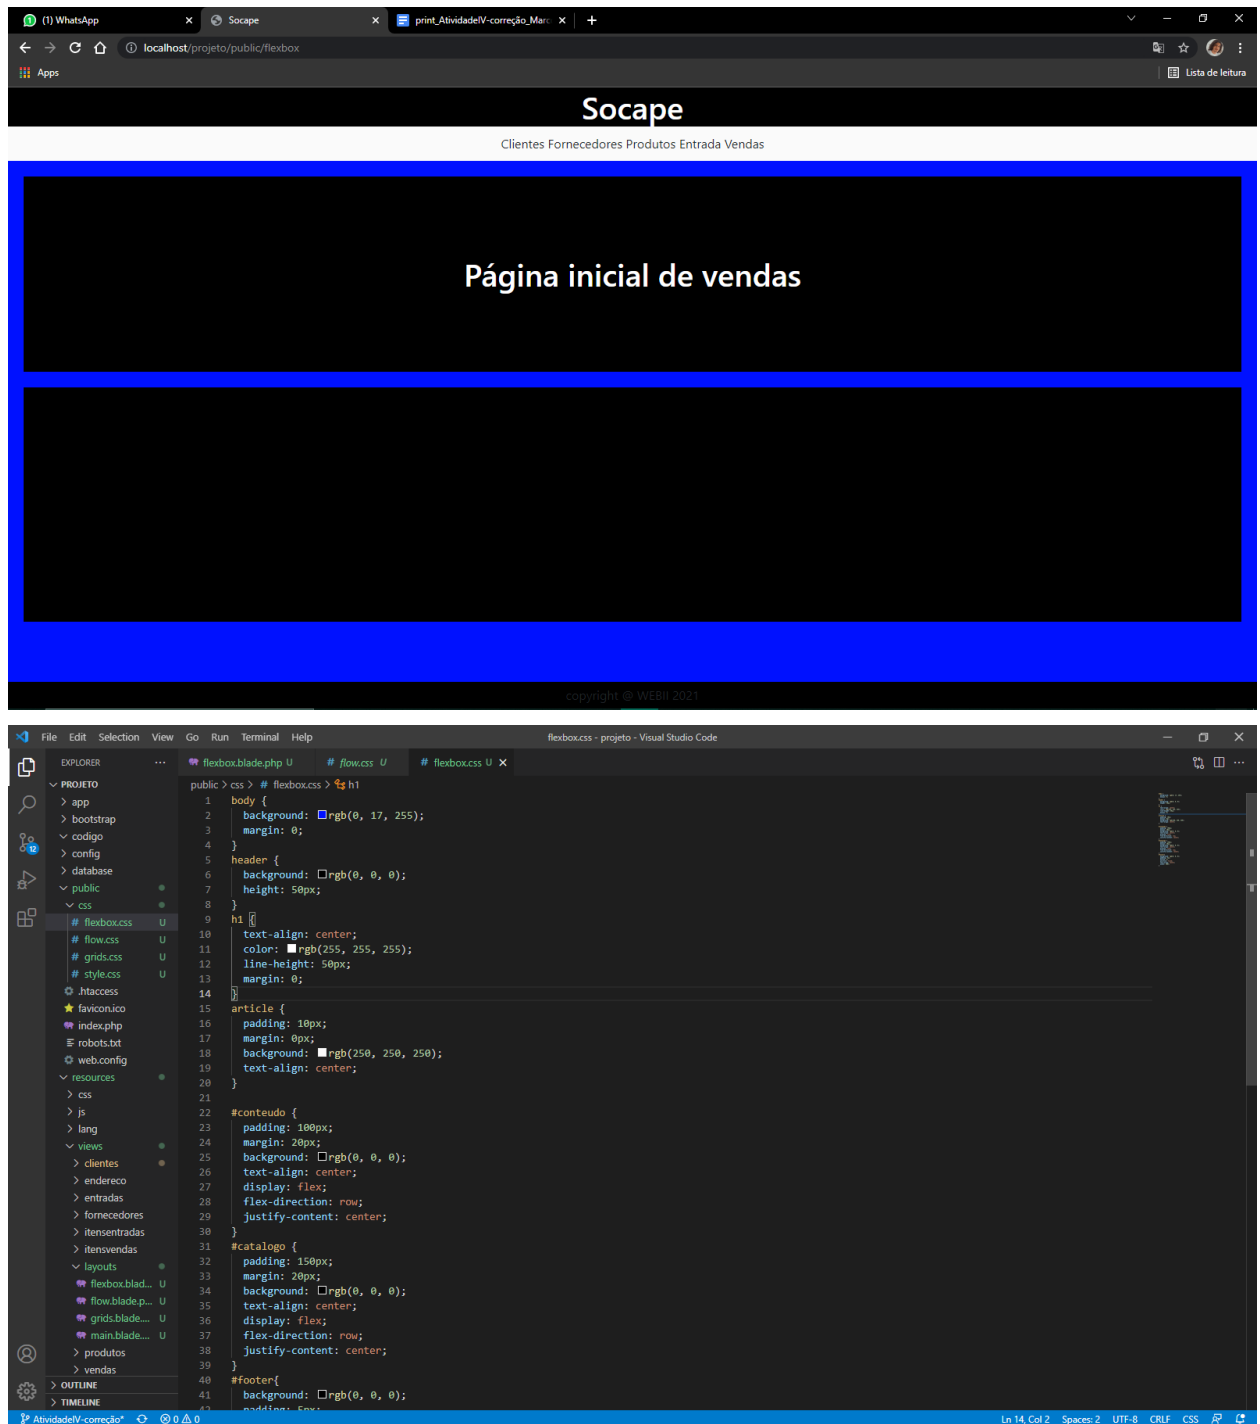 (1) WhatsApp
Socape
print_AtividadeIV-correção_Marc
localhost/projeto/public/flexbox
Apps
Lista de leitura
Socape
Clientes Fornecedores Produtos Entrada Vendas
Página inicial de vendas
copyright @ WEBII 2021
File Edit Selection View Go Run Terminal Help
flexbox.css - projeto - Visual Studio Code
EXPLORER
flexbox.blade.php U
# flow.css U
# flexbox.css U
PROJETO
app
bootstrap
codigo
config
database
public
css
# flexbox.css U
# flow.css U
# grids.css U
# style.css U
.htaccess
favicon.ico
index.php
robots.txt
web.config
resources
css
js
lang
views
clientes
endereco
entradas
fornecedores
itensentradas
itensvendas
layouts
flexbox.blad... U
flow.blade.p... U
grids.blade.... U
main.blade.... U
produtos
vendas
OUTLINE
TIMELINE
12
public > css > # flexbox.css > h1
1 body {
2 background: rgb(0, 17, 255);
3 margin: 0;
4 }
5 header {
6 background: rgb(0, 0, 0);
7 height: 50px;
8 }
9 h1 {
10 text-align: center;
11 color: rgb(255, 255, 255);
12 line-height: 50px;
13 margin: 0;
14 }
15 article {
16 padding: 10px;
17 margin: 0px;
18 background: rgb(250, 250, 250);
19 text-align: center;
20 }
21
22 #conteudo {
23 padding: 100px;
24 margin: 20px;
25 background: rgb(0, 0, 0);
26 text-align: center;
27 display: flex;
28 flex-direction: row;
29 justify-content: center;
30 }
31 #catalogo {
32 padding: 150px;
33 margin: 20px;
34 background: rgb(0, 0, 0);
35 text-align: center;
36 display: flex;
37 flex-direction: row;
38 justify-content: center;
39 }
40 #footer{
41 background: rgb(0, 0, 0);
42 padding: 5px;
AtividadeIV-correção*
0 0
Ln 14, Col 2 Spaces: 2 UTF-8 CRLF CSS